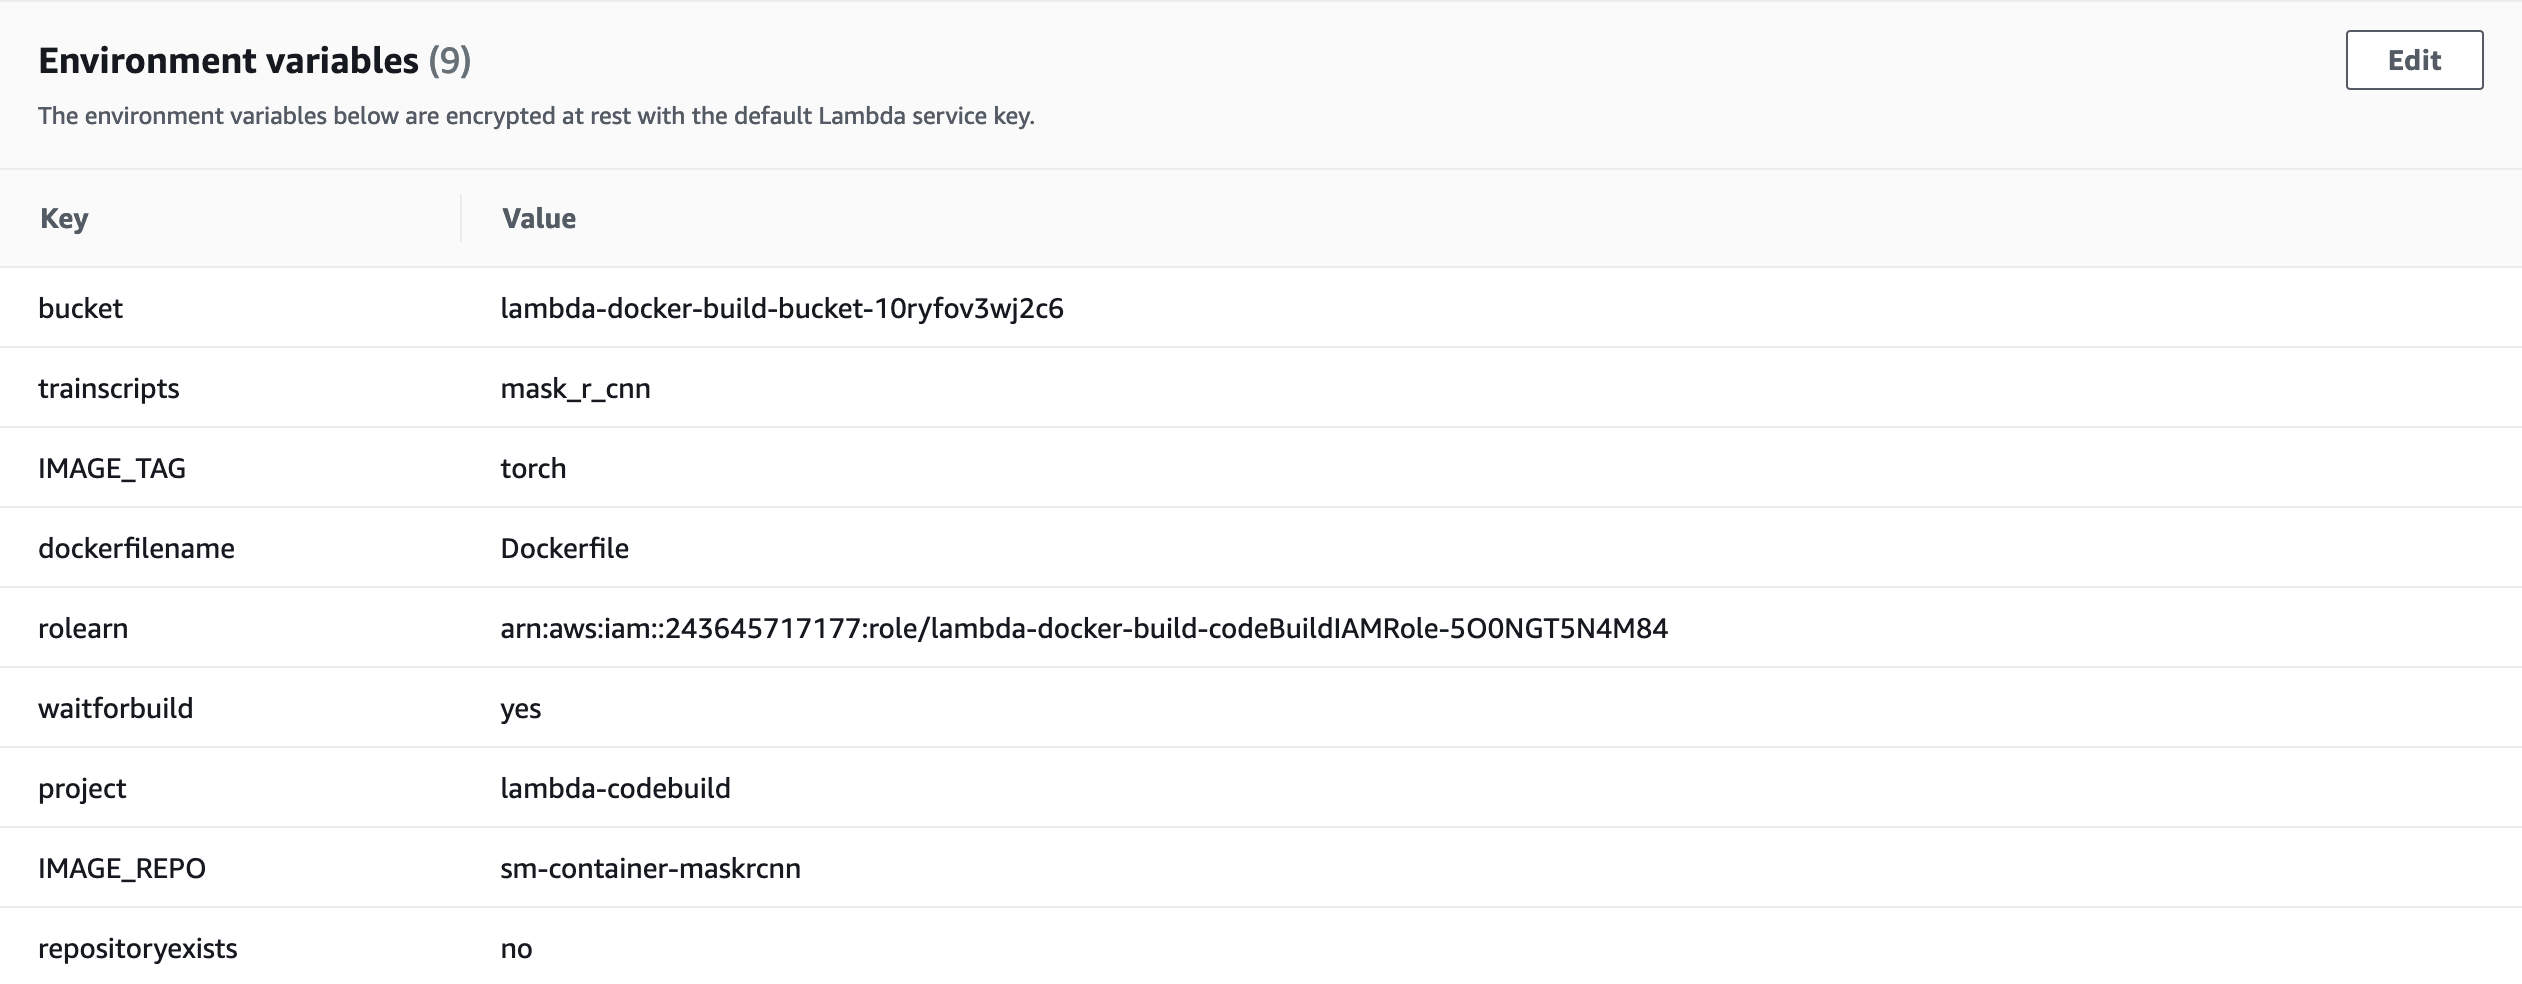 Environment variables (9)
Edit
The environment variables below are encrypted at rest with the default Lambda service key.
Key Value
bucket lambda-docker-build-bucket-10ryfov3wj2c6
trainscripts mask_r_cnn
IMAGE_TAG torch
dockerfilename Dockerfile
rolearn arn:aws:iam::243645717177:role/lambda-docker-build-codeBuildIAMRole-5O0NGT5N4M84
waitforbuild yes
project lambda-codebuild
IMAGE_REPO sm-container-maskrcnn
repositoryexists no